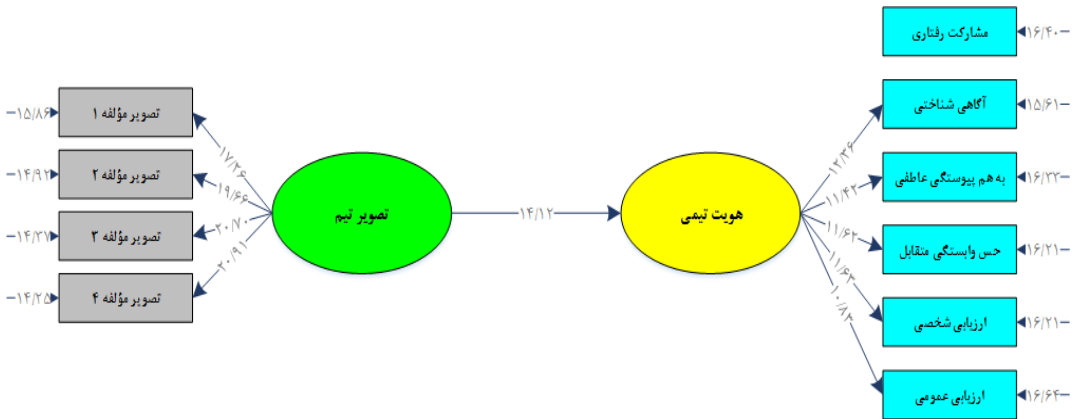 مشارکت رفتاری
۱۶/۴۰
آگاهی شناختی
۱۵/۶۱
به هم پیوستگی عاطفی
۱۶/۳۳
حس وابستگی متقابل
۱۶/۲۱
ارزیابی شخصی
۱۶/۲۱
ارزیابی عمومی
۱۶/۶۴
۱۲/۳۶
۱۱/۴۲
۱۱/۶۲
۱۱/۶۳
۱۰/۸۲
هویت تیمی
۱۴/۱۲
تصویر تیم
۱۷/۲۶
۱۹/۶۶
۲۰/۷۰
۲۰/۹۱
تصویر مؤلفه ۱
۱۵/۸۶
تصویر مؤلفه ۲
۱۴/۹۲
تصویر مؤلفه ۳
۱۴/۳۷
تصویر مؤلفه ۴
۱۴/۲۵